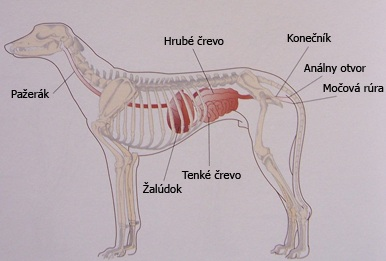 Hrubé črevo
Konečník
Análny otvor
Močová rúra
Pažerák
Žalúdok
Tenké črevo